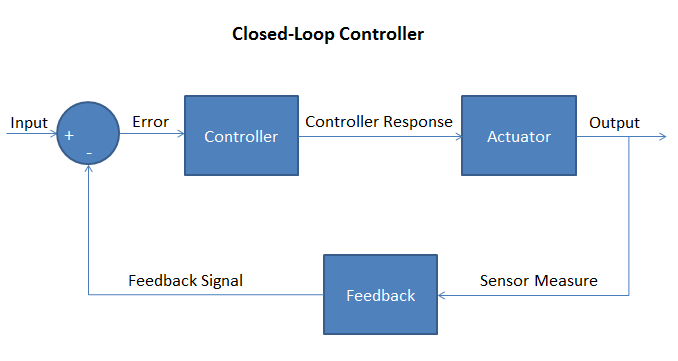 Closed-Loop Controller
Input
+
-
Error
Controller
Controller Response
Actuator
Output
Feedback Signal
Feedback
Sensor Measure